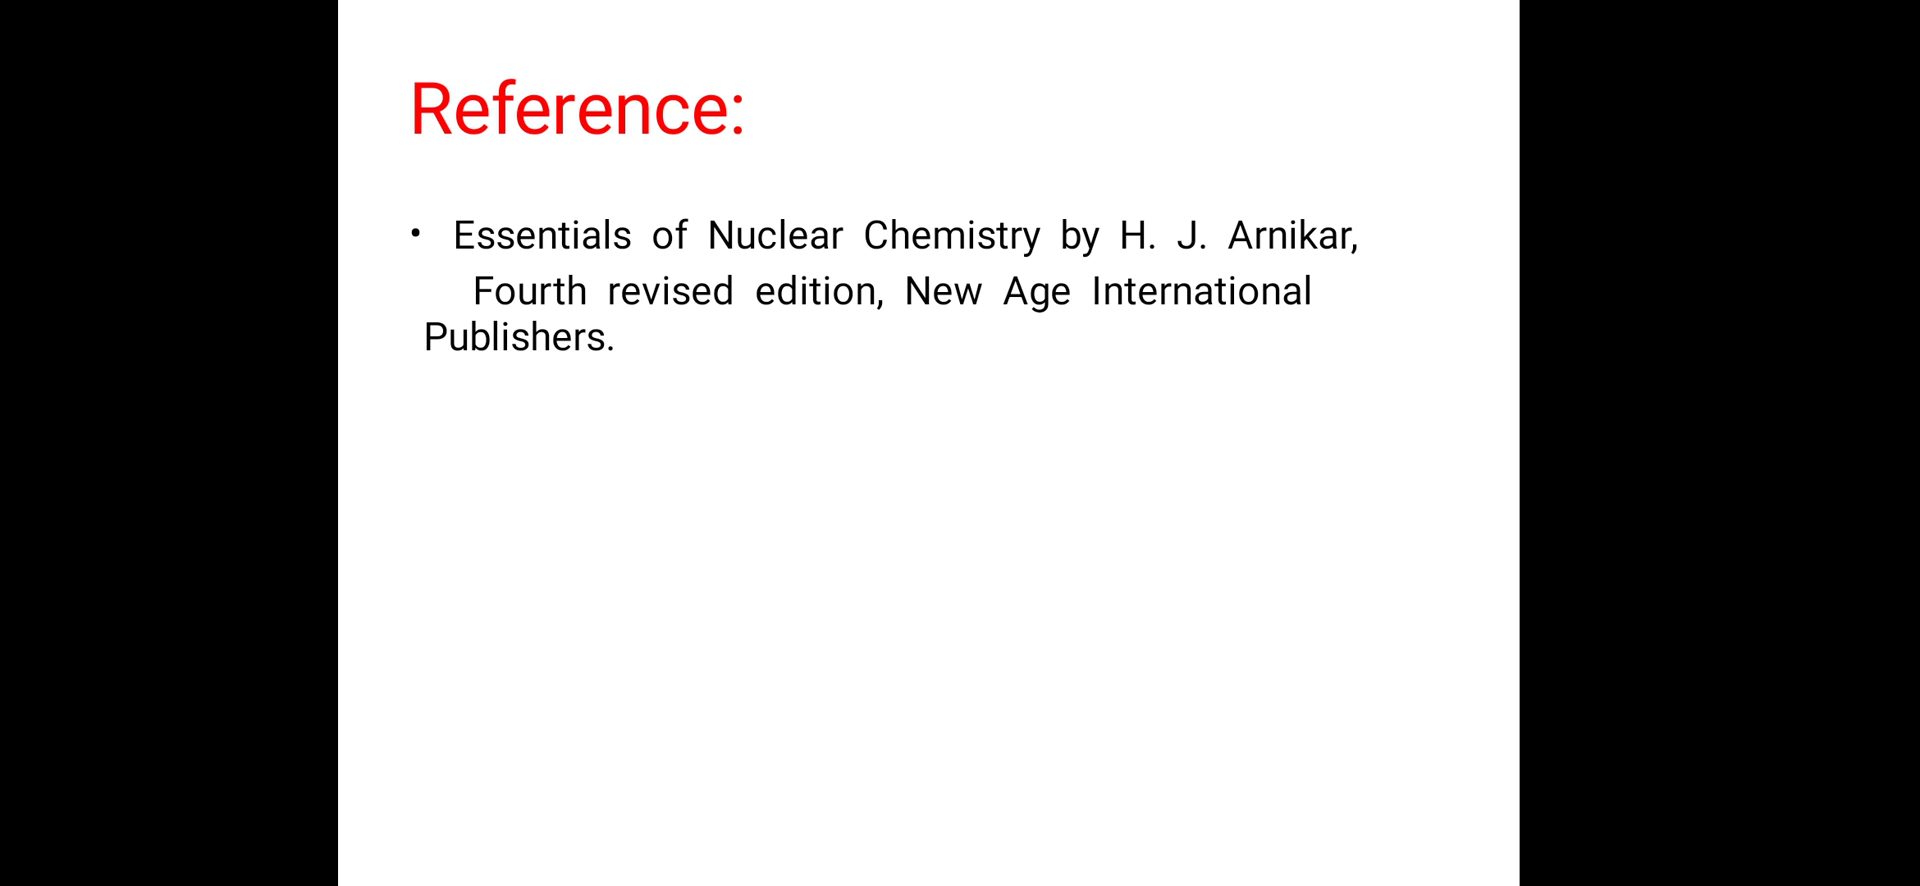 Reference:
• Essentials of Nuclear Chemistry by H. J. Arnikar,
Fourth revised edition, New Age International
Publishers.